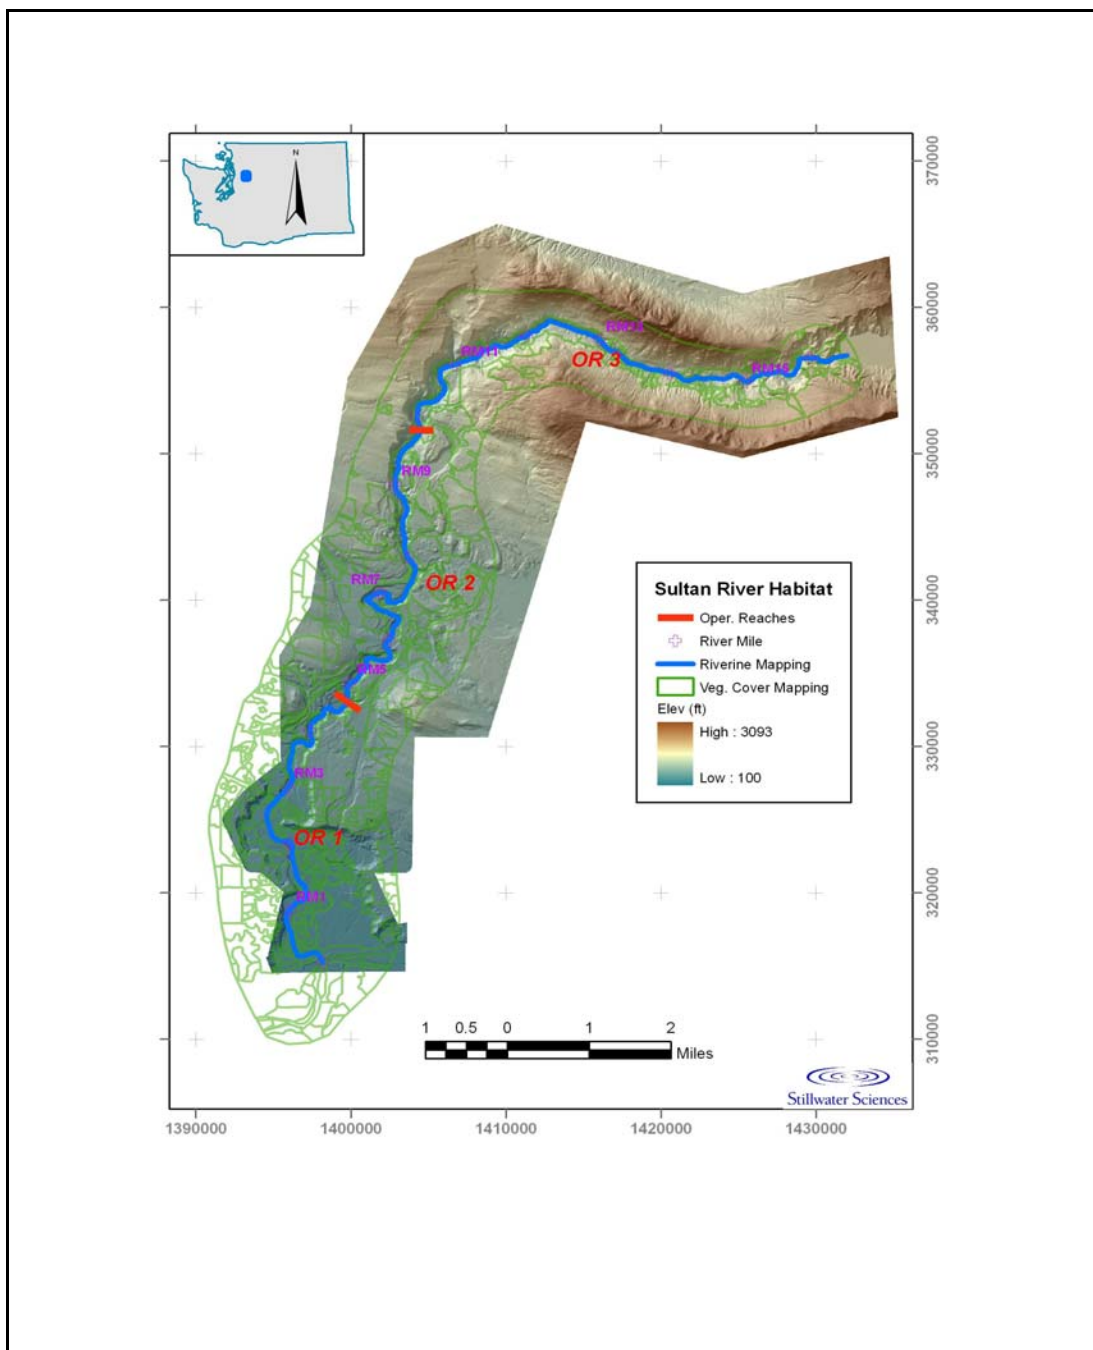 N
370000
360000
RM11
OR 3
350000
RM9
RM7
OR 2
340000
Sultan River Habitat
Oper. Reaches
River Mile
Riverine Mapping
Veg. Cover Mapping
Elev (ft)
High : 3093
Low : 100
RM5
330000
RM3
OR 1
320000
RM1
310000
1 0.5 0 1 2
Miles
Stillwater Sciences
1390000 1400000 1410000 1420000 1430000